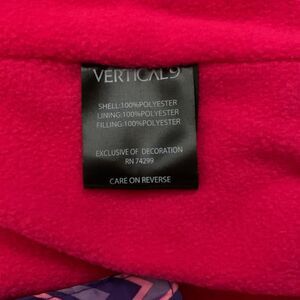 VERTICAL9
SHELL:100%POLYESTER
LINING:100%POLYESTER
FILLING:100%POLYESTER
EXCLUSIVE OF DECORATION
RN 74299
CARE ON REVERSE